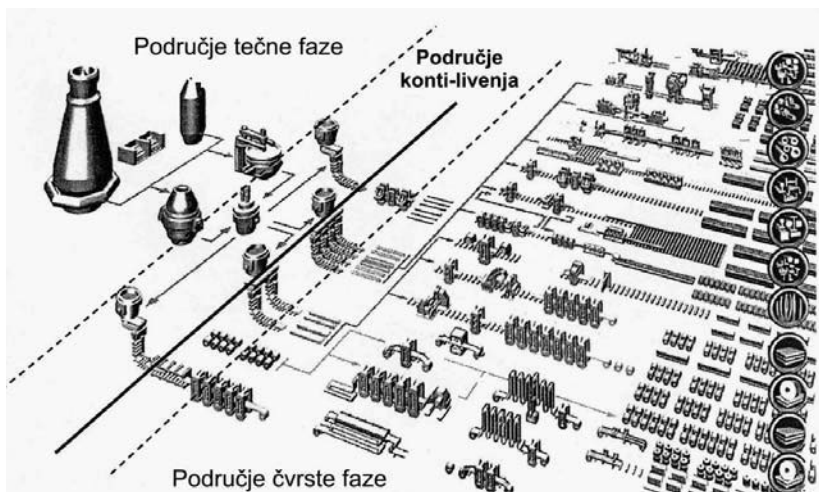 Područje tečne faze
Područje
konti-livenja
Područje čvrste faze